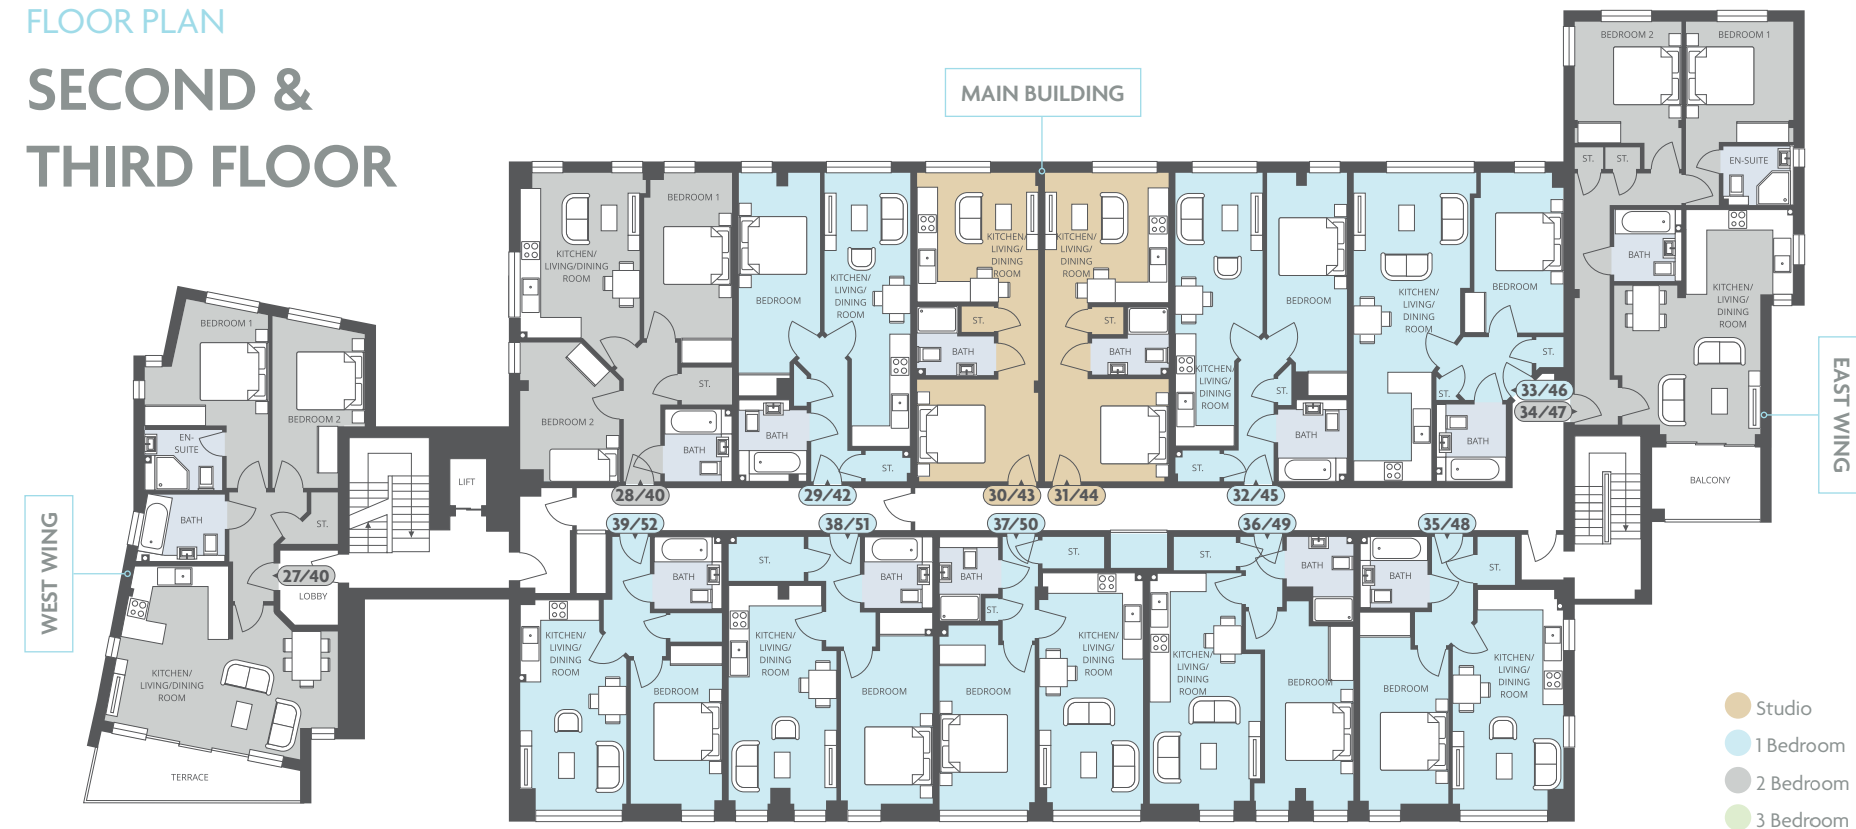 FLOOR PLAN
SECOND &
THIRD FLOOR
MAIN BUILDING
WEST WING
EAST WING
BEDROOM 2
BEDROOM 1
ST.
ST.
EN-SUITE
BATH
KITCHEN/
LIVING/
DINING
ROOM
BALCONY
34/47
KITCHEN/
LIVING/DINING
ROOM
BEDROOM 1
BEDROOM 2
ST.
BATH
28/40
BEDROOM
KITCHEN/
LIVING/
DINING
ROOM
BATH
ST.
29/42
KITCHEN/
LIVING/
DINING
ROOM
ST.
BATH
30/43
KITCHEN/
LIVING/
DINING
ROOM
ST.
BATH
31/44
KITCHEN/
LIVING/
DINING
ROOM
BEDROOM
ST.
BATH
ST.
32/45
KITCHEN/
LIVING/
DINING
ROOM
BEDROOM
ST.
ST.
BATH
33/46
BEDROOM 1
BEDROOM 2
EN-
SUITE
BATH
ST.
27/40
LOBBY
LIFT
KITCHEN/
LIVING/DINING
ROOM
TERRACE
39/52
BATH
KITCHEN/
LIVING/
DINING
ROOM
BEDROOM
38/51
ST.
BATH
KITCHEN/
LIVING/
DINING
ROOM
BEDROOM
37/50
BATH
ST.
ST.
KITCHEN/
LIVING/
DINING
ROOM
BEDROOM
36/49
ST.
BATH
KITCHEN/
LIVING/
DINING
ROOM
BEDROOM
35/48
BATH
ST.
BEDROOM
KITCHEN/
LIVING/
DINING
ROOM
Studio
1 Bedroom
2 Bedroom
3 Bedroom